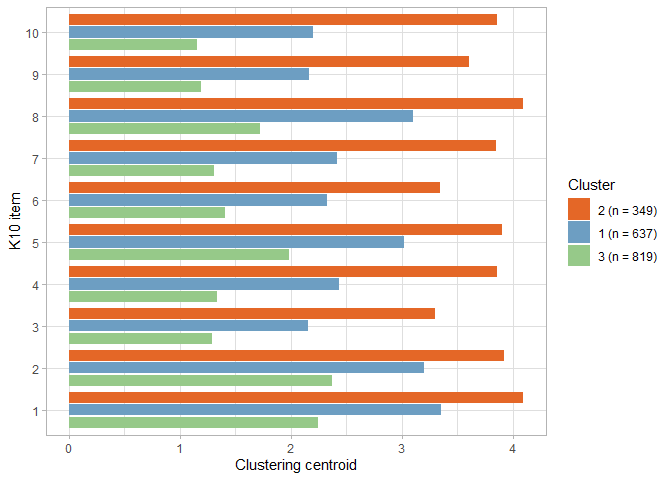 K10 item
10
9
8
7
6
5
4
3
2
1
0 1 2 3 4
Clustering centroid
Cluster
2 (n = 349)
1 (n = 637)
3 (n = 819)